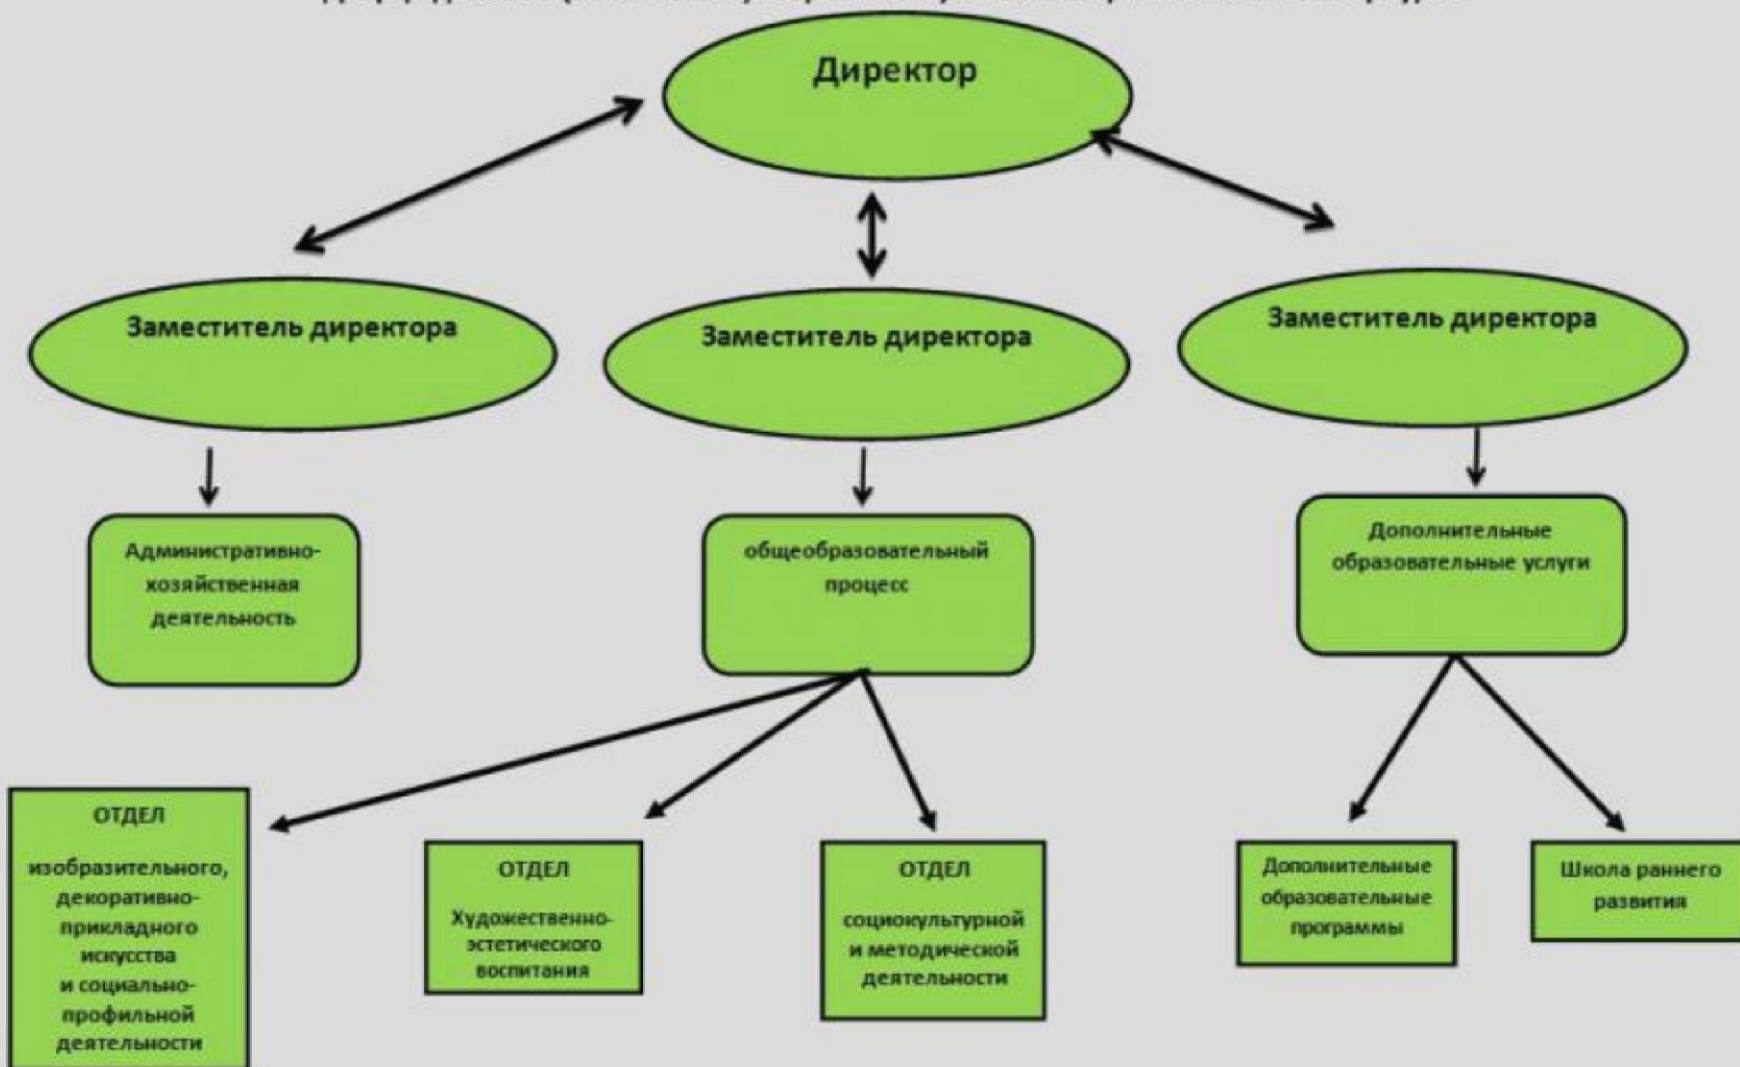 Директор
Заместитель директора
Заместитель директора
Заместитель директора
Административно-
хозяйственная
деятельность
общеобразовательный
процесс
Дополнительные
образовательные услуги
ОТДЕЛ
изобразительного,
декоративно-
прикладного
искусства
и социально-
профильной
деятельности
ОТДЕЛ
Художественно-
эстетического
воспитания
ОТДЕЛ
социокультурной
и методической
деятельности
Дополнительные
образовательные
программы
Школа раннего
развития